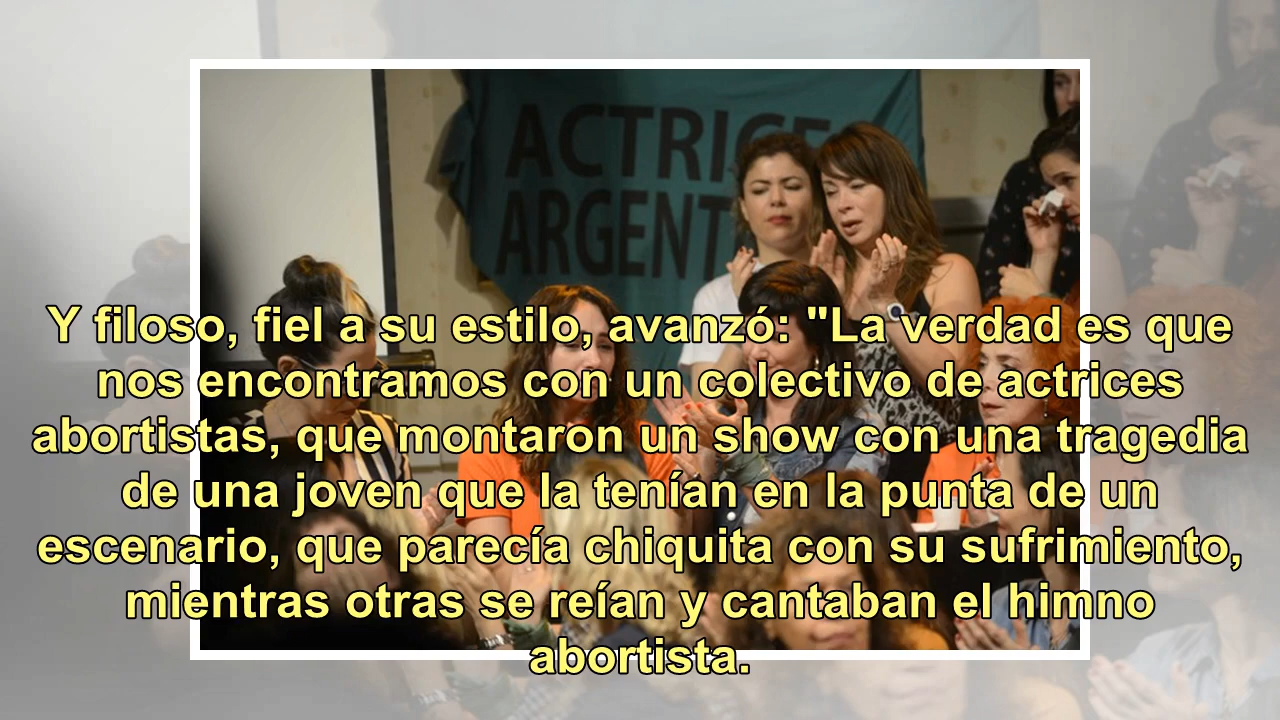 ACTRICE
ARGENT
Y filoso, fiel a su estilo, avanzó: "La verdad es que
nos encontramos con un colectivo de actrices
abortistas, que montaron un show con una tragedia
de una joven que la tenían en la punta de un
escenario, que parecía chiquita con su sufrimiento,
mientras otras se reían y cantaban el himno
abortista.